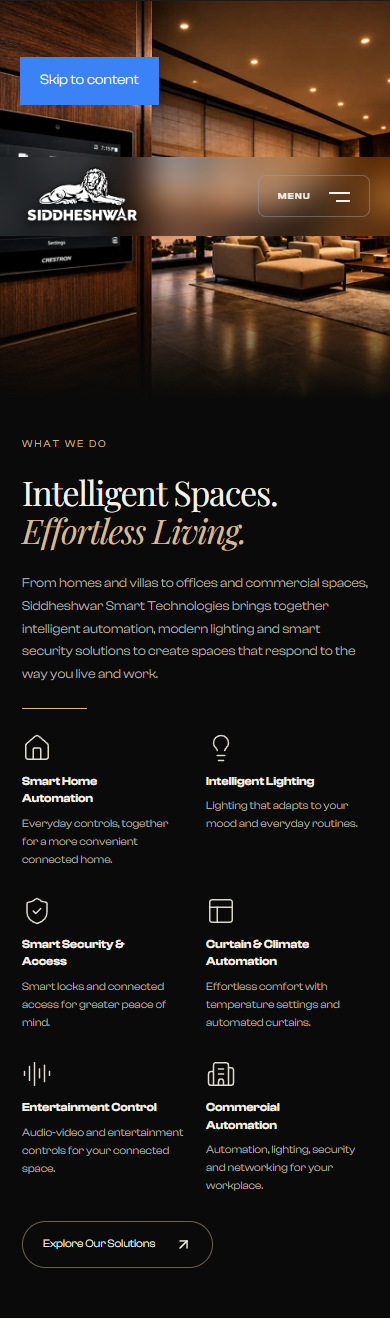 Skip to content
SIDDHESHWAR
MENU
Settings
CRESTRON
WHAT WE DO
Intelligent Spaces.
Effortless Living.
From homes and villas to offices and commercial spaces,
Siddheshwar Smart Technologies brings together
intelligent automation, modern lighting and smart
security solutions to create spaces that respond to the
way you live and work.
Smart Home
Automation
Everyday controls, together
for a more convenient
connected home.
Intelligent Lighting
Lighting that adapts to your
mood and everyday routines.
Smart Security &
Access
Smart locks and connected
access for greater peace of
mind.
Curtain & Climate
Automation
Effortless comfort with
temperature settings and
automated curtains.
Entertainment Control
Audio-video and entertainment
controls for your connected
space.
Commercial
Automation
Automation, lighting, security
and networking for your
workplace.
Explore Our Solutions